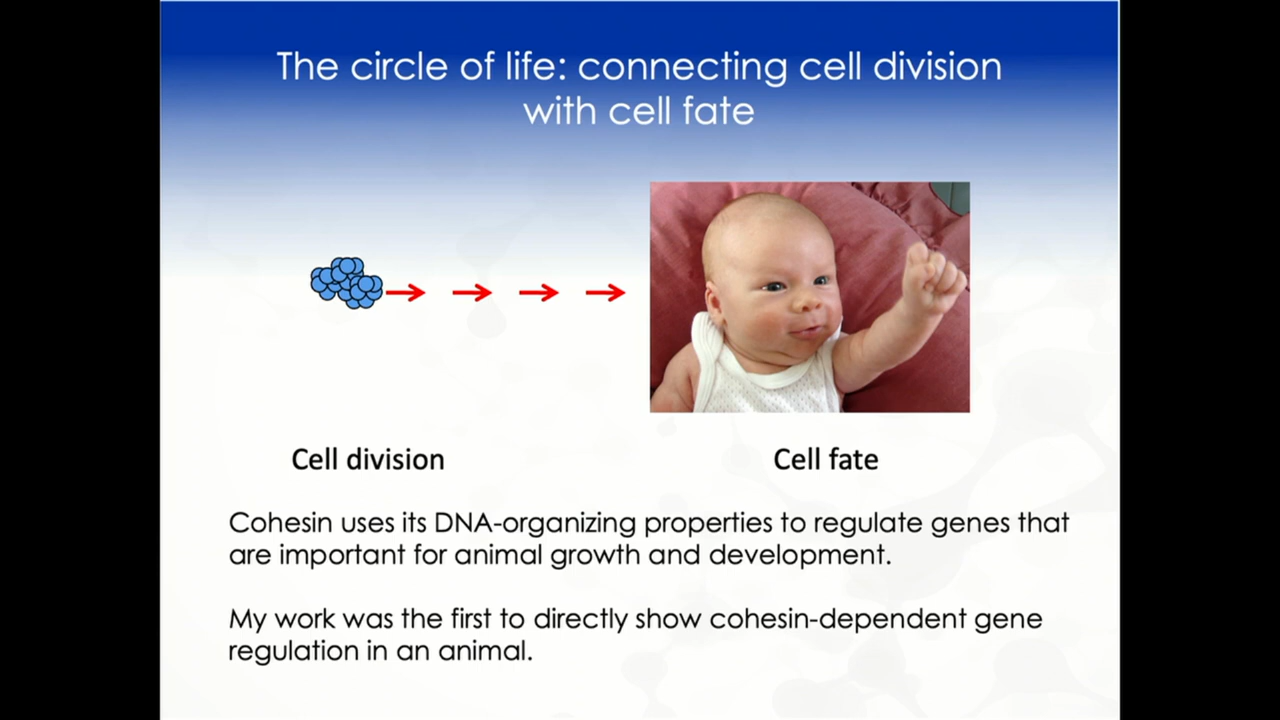 The circle of life: connecting cell division
with cell fate
Cell division
Cell fate
Cohesin uses its DNA-organizing properties to regulate genes that
are important for animal growth and development.
My work was the first to directly show cohesin-dependent gene
regulation in an animal.